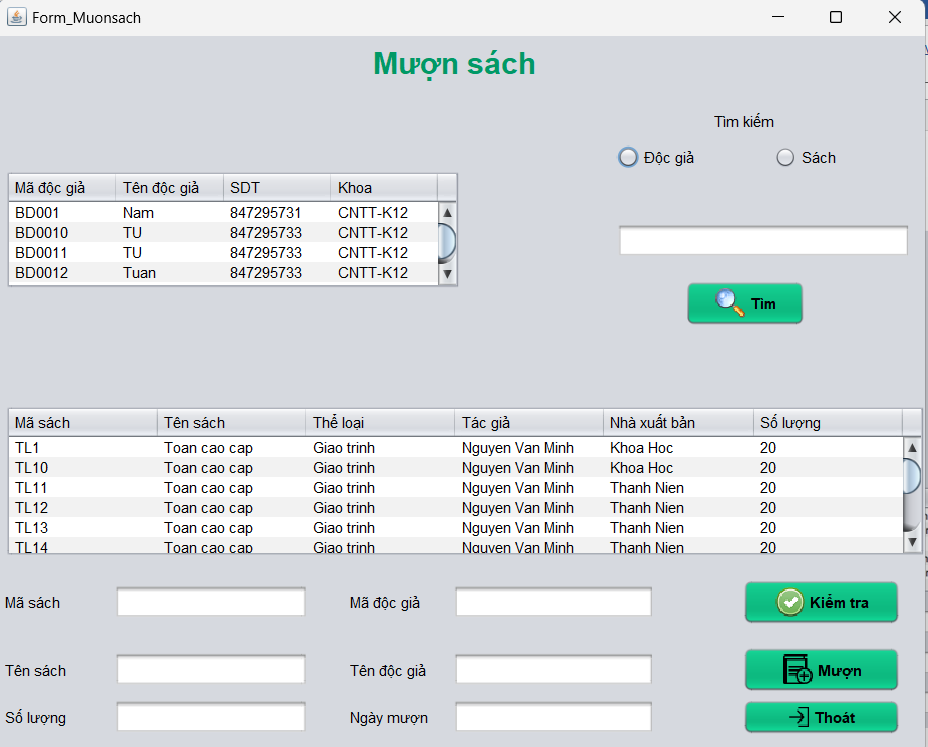 Form_Muonsach
Mượn sách
Tìm kiếm
Độc giả Sách
Mã độc giả Tên độc giả SDT Khoa
BD001 Nam 847295731 CNTT-K12
BD0010 TU 847295733 CNTT-K12
BD0011 TU 847295733 CNTT-K12
BD0012 Tuan 847295733 CNTT-K12
Tìm
Mã sách Tên sách Thể loại Tác giả Nhà xuất bản Số lượng
TL1 Toan cao cap Giao trinh Nguyen Van Minh Khoa Hoc 20
TL10 Toan cao cap Giao trinh Nguyen Van Minh Khoa Hoc 20
TL11 Toan cao cap Giao trinh Nguyen Van Minh Thanh Nien 20
TL12 Toan cao cap Giao trinh Nguyen Van Minh Thanh Nien 20
TL13 Toan cao cap Giao trinh Nguyen Van Minh Thanh Nien 20
TL14 Toan cao cap Giao trinh Nguyen Van Minh Thanh Nien 20
Mã sách Mã độc giả Kiểm tra
Tên sách Tên độc giả Mượn
Số lượng Ngày mượn Thoát